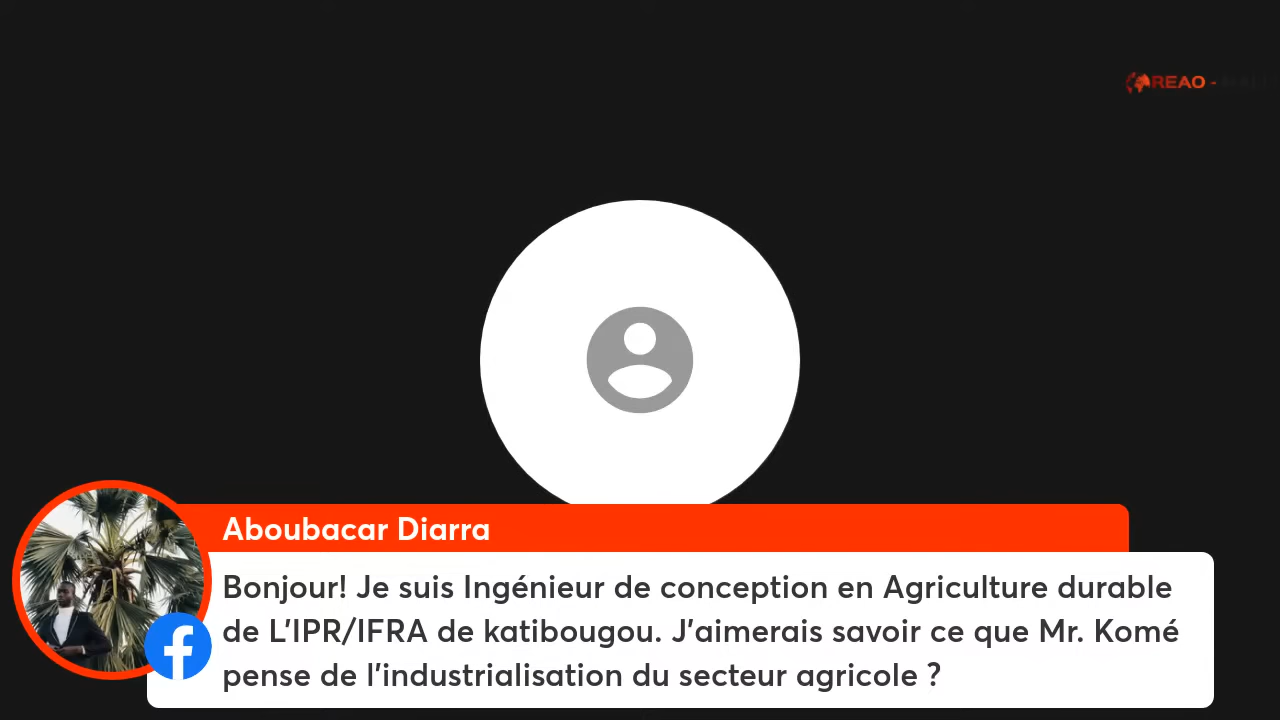 REAO -
Aboubacar Diarra
Bonjour! Je suis Ingénieur de conception en Agriculture durable
de L'IPR/IFRA de katibougou. J'aimerais savoir ce que Mr. Komé
pense de l'industrialisation du secteur agricole ?